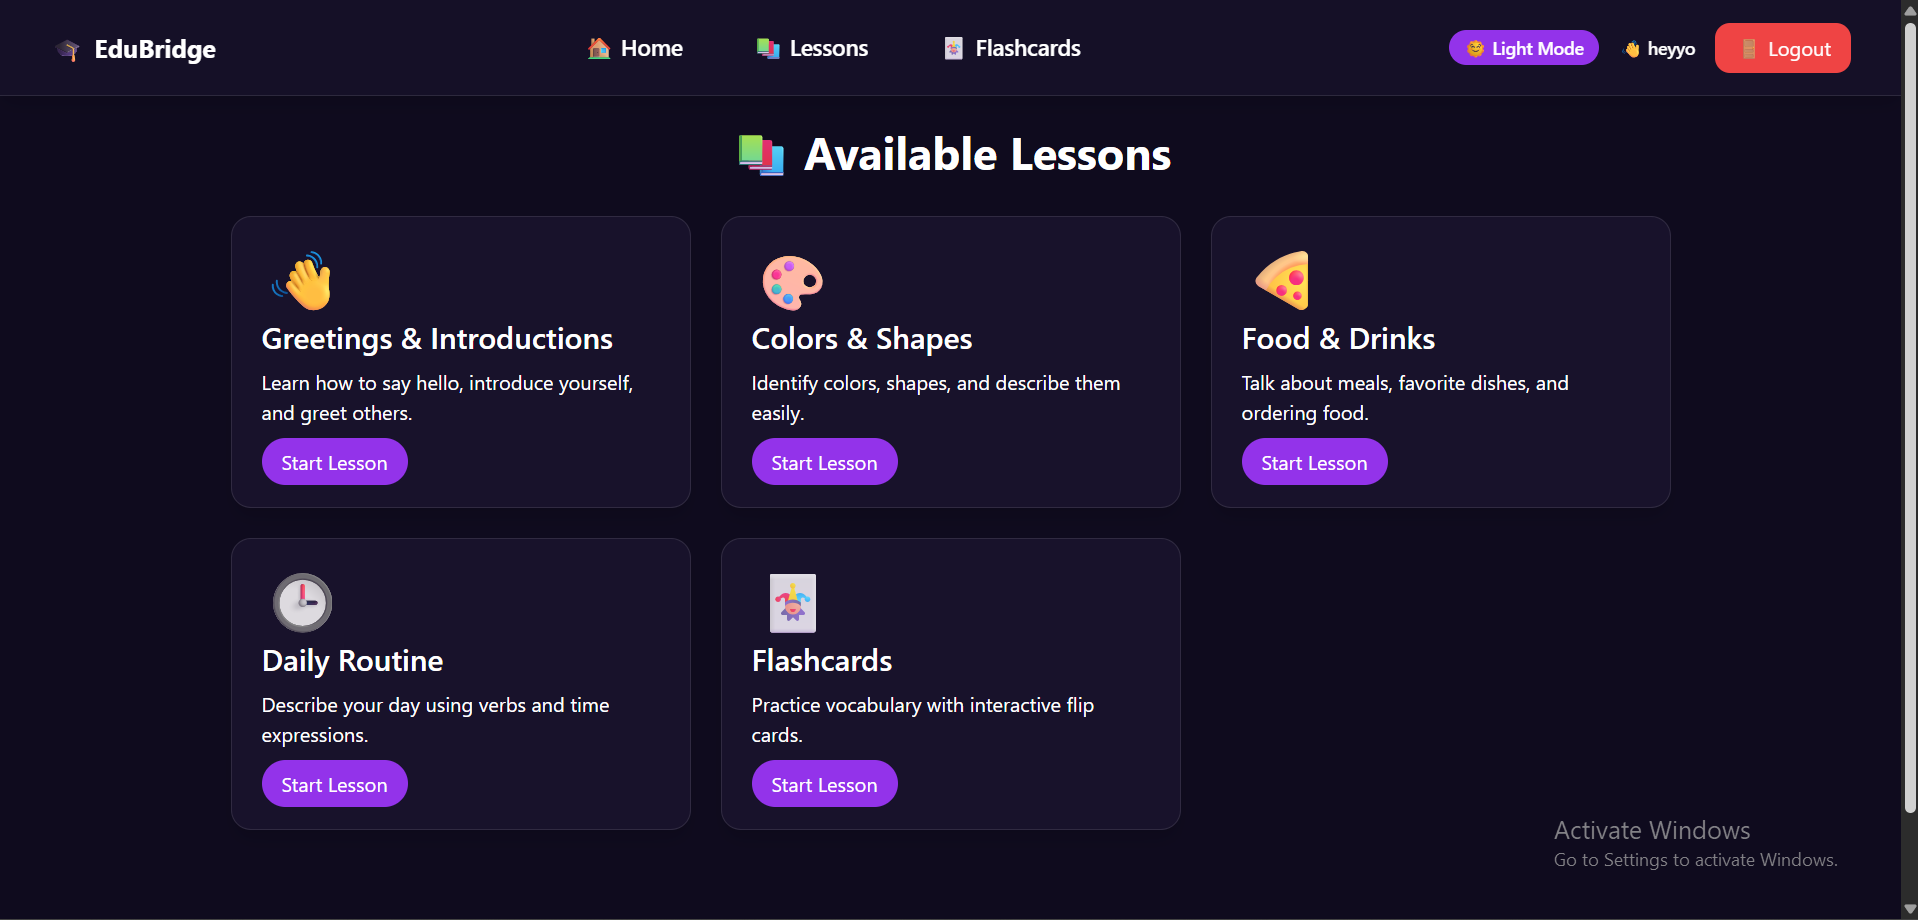 EduBridge
Home
Lessons
Flashcards
Light Mode
heyyo
Logout
Available Lessons
Greetings & Introductions
Learn how to say hello, introduce yourself,
and greet others.
Start Lesson
Colors & Shapes
Identify colors, shapes, and describe them
easily.
Start Lesson
Food & Drinks
Talk about meals, favorite dishes, and
ordering food.
Start Lesson
Daily Routine
Describe your day using verbs and time
expressions.
Start Lesson
Flashcards
Practice vocabulary with interactive flip
cards.
Start Lesson
Activate Windows
Go to Settings to activate Windows.